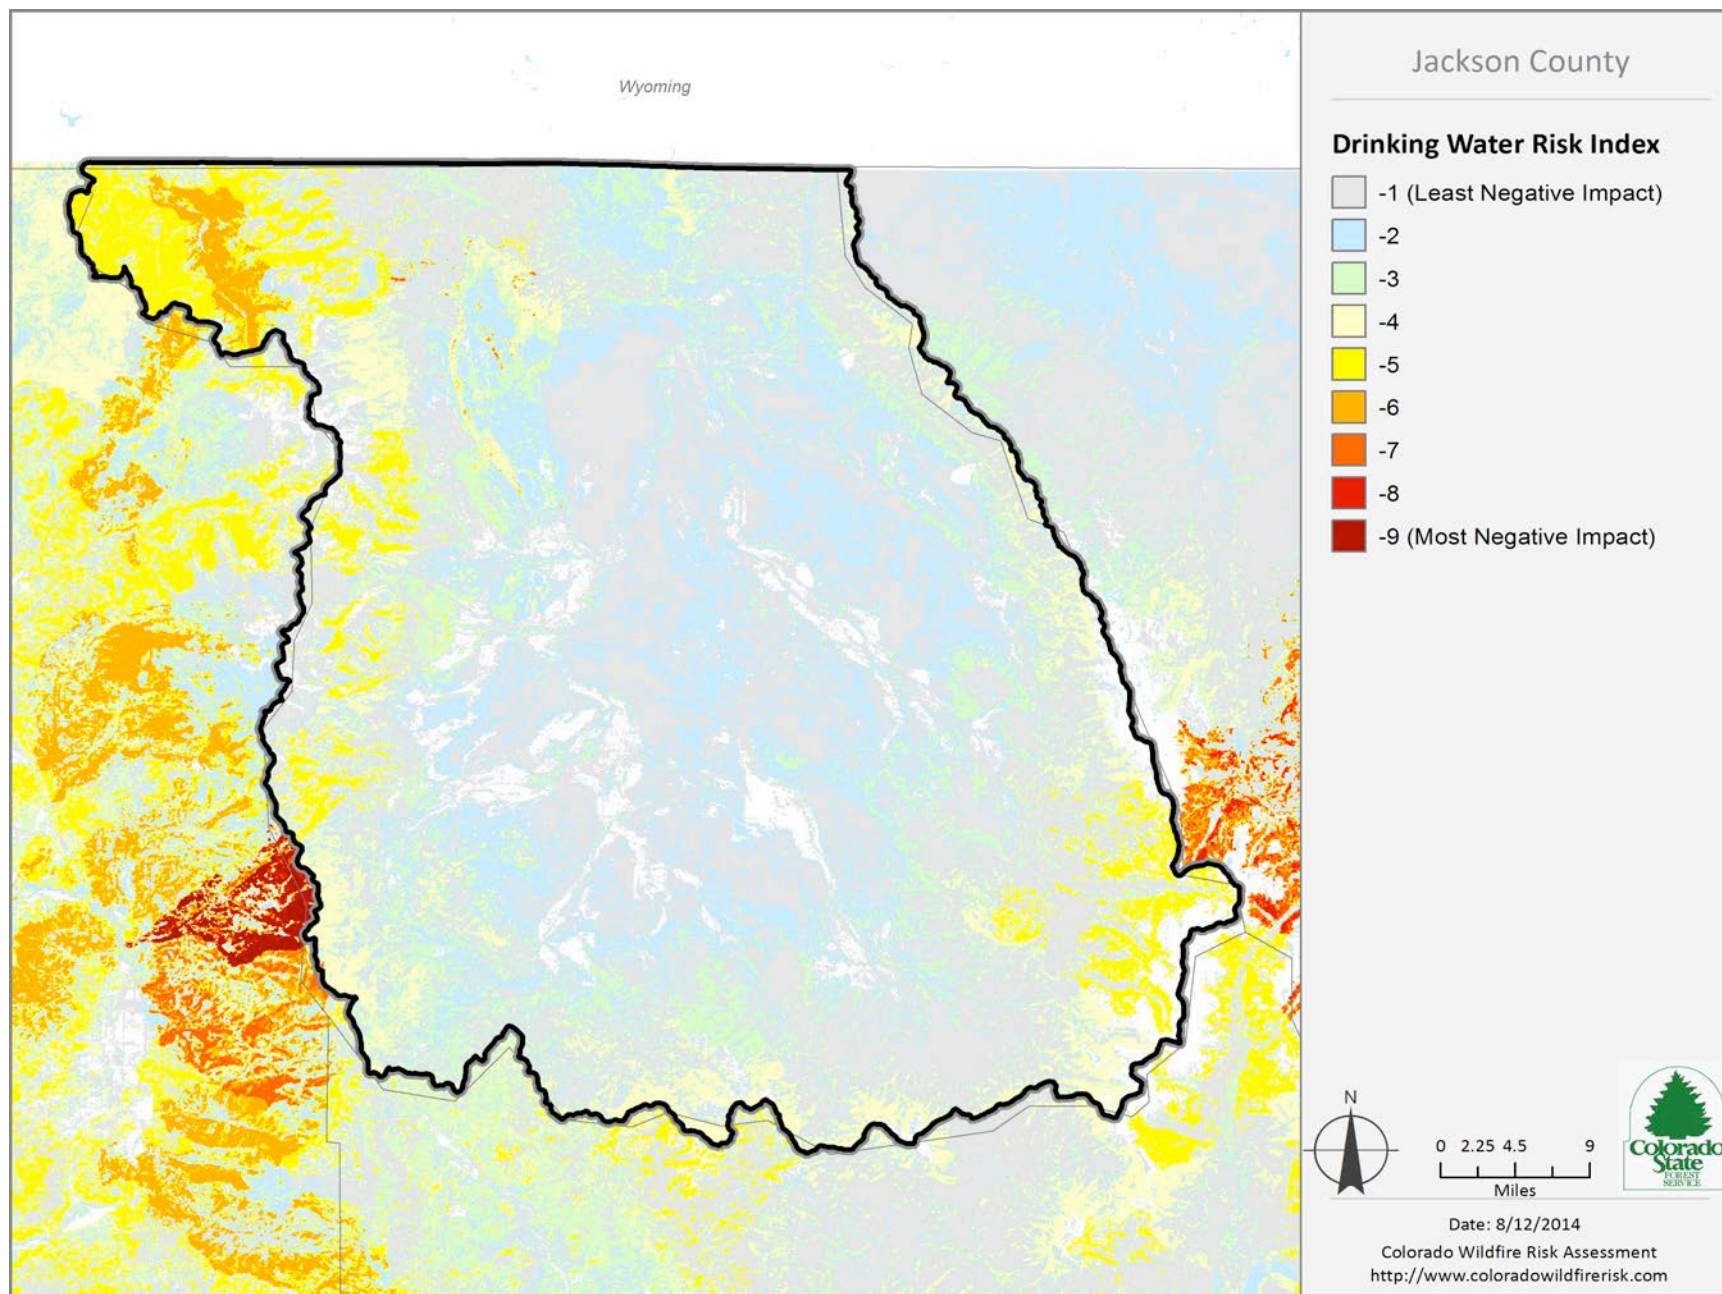 Wyoming
Jackson County
Drinking Water Risk Index
-1 (Least Negative Impact)
-2
-3
-4
-5
-6
-7
-8
-9 (Most Negative Impact)
N
0 2.25 4.5 9
Miles
Colorado
State
FOREST
SERVICE
Date: 8/12/2014
Colorado Wildfire Risk Assessment
http://www.coloradowildfirerisk.com